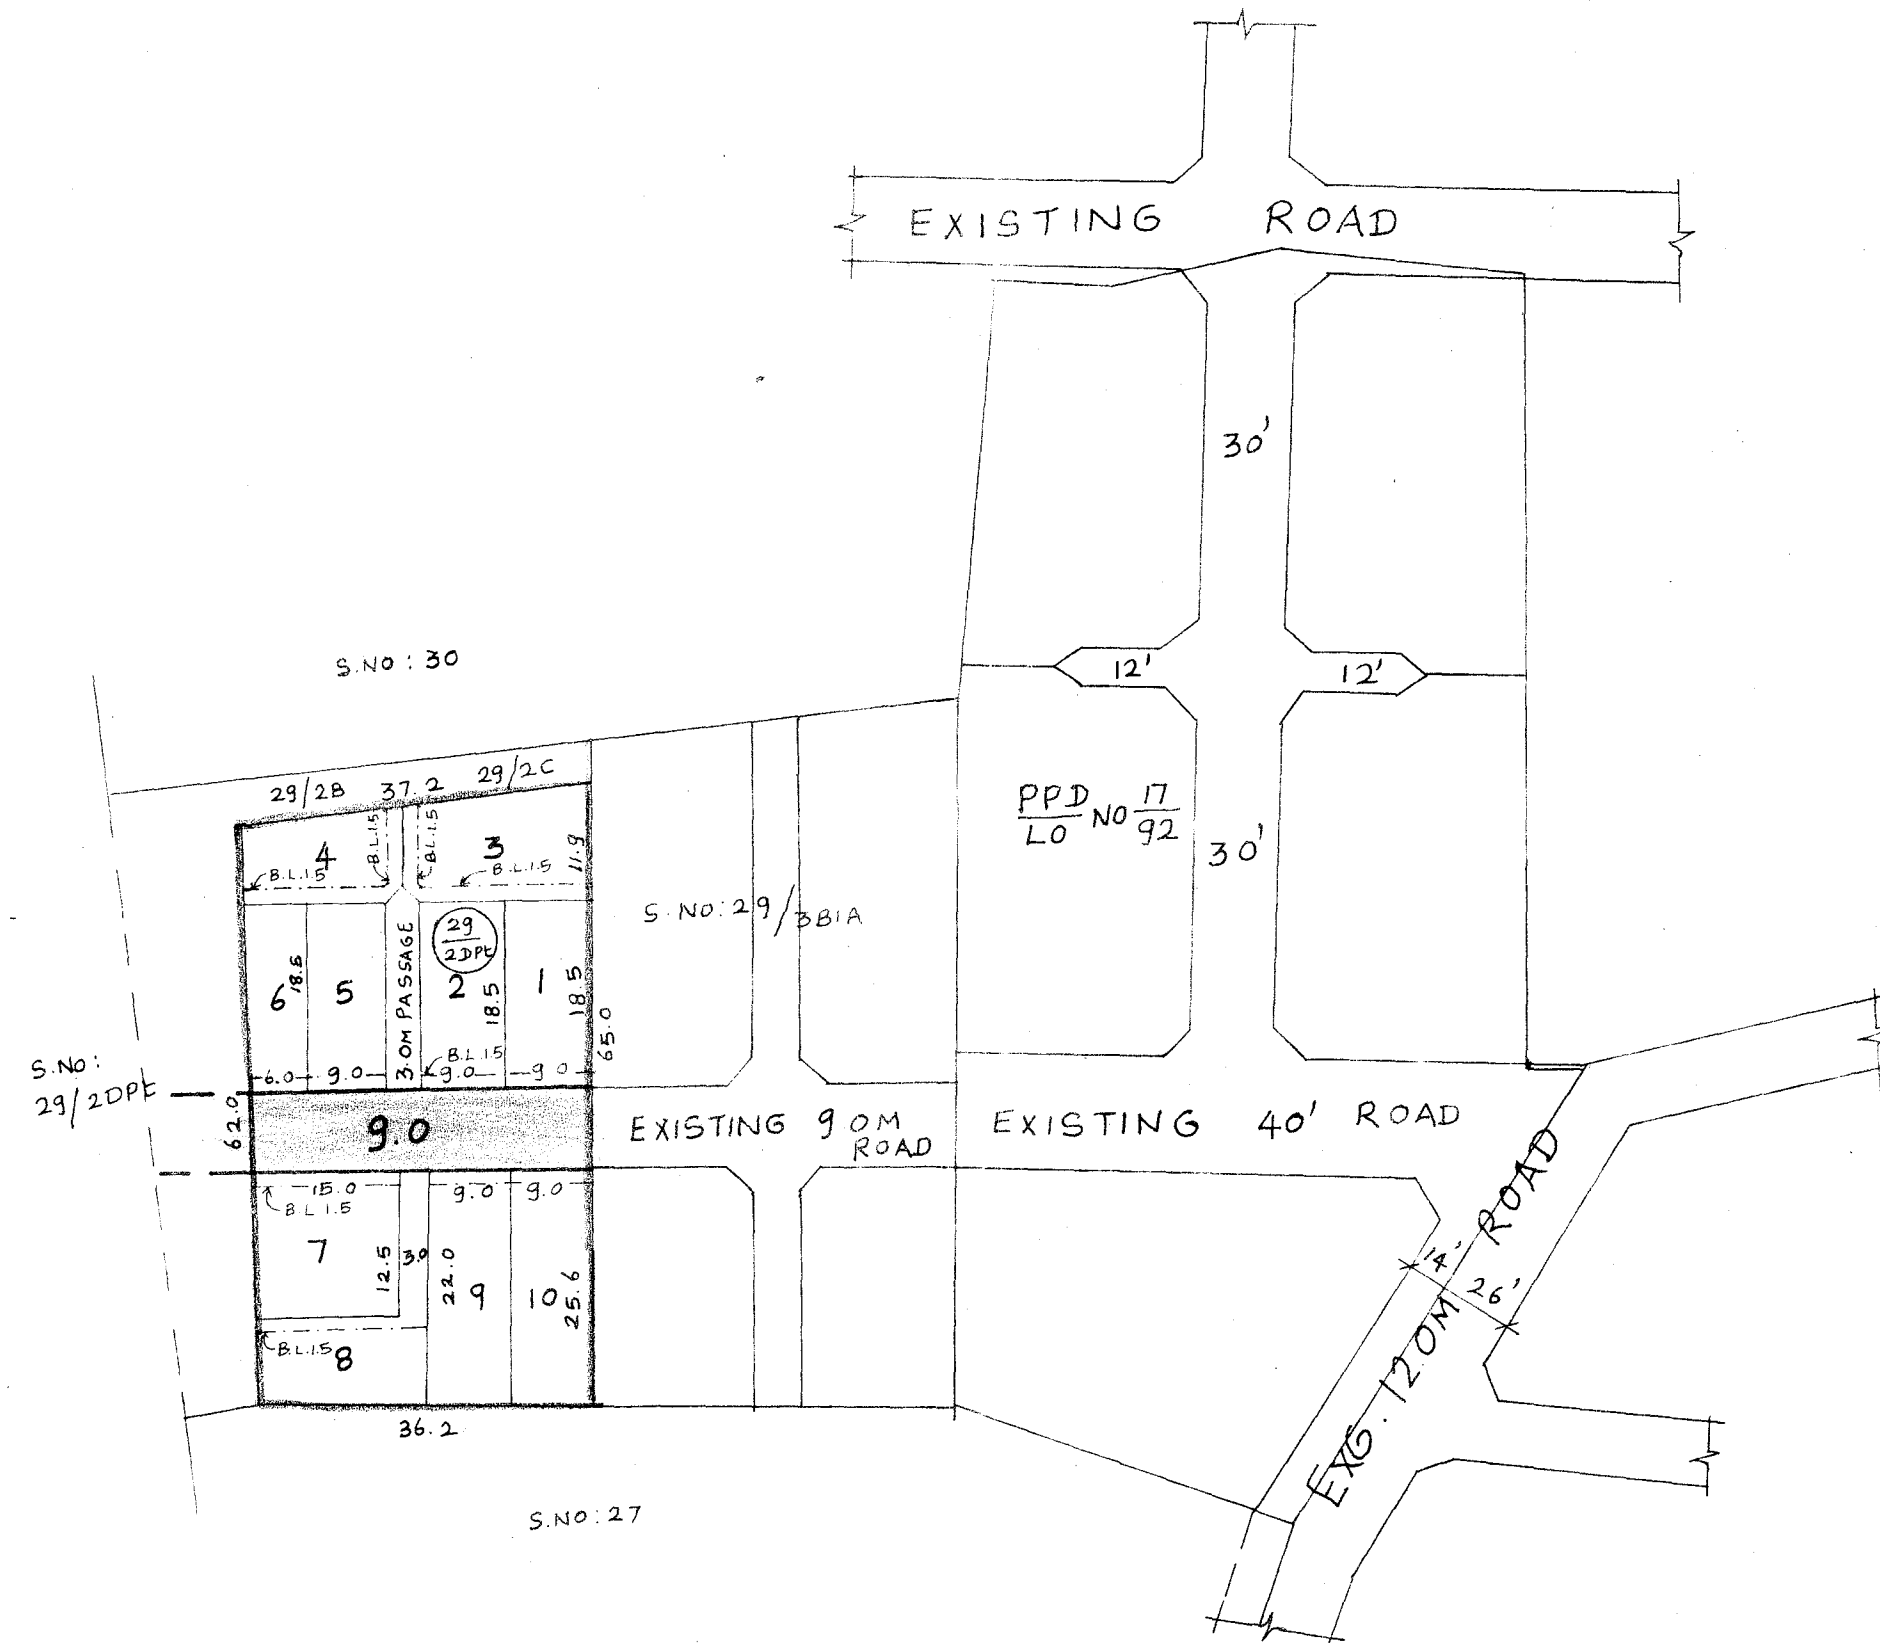 EXISTING ROAD
30'
12'
12'
S.NO: 30
29/2B 37.2 29/2C
PPD/LO NO 17/92
30'
4
B.L.1.5
B.L.1.5
B.L.1.5
3
B.L.1.5
11.9
S.NO: 29/3B1A
29/2DPt
6
18.5
5
3.0M PASSAGE
2
18.5
1
18.5
65.0
B.L.1.5
6.0 9.0 9.0 9.0
S.NO:
29/2DPt
62.0
9.0
EXISTING 9 0M
ROAD
EXISTING 40' ROAD
15.0 9.0 9.0
B.L 1.5
7
12.5
3.0
22.0
9
10
25.6
B.L.1.5
8
36.2
S.NO: 27
14'
26'
EXG. 12.0M ROAD